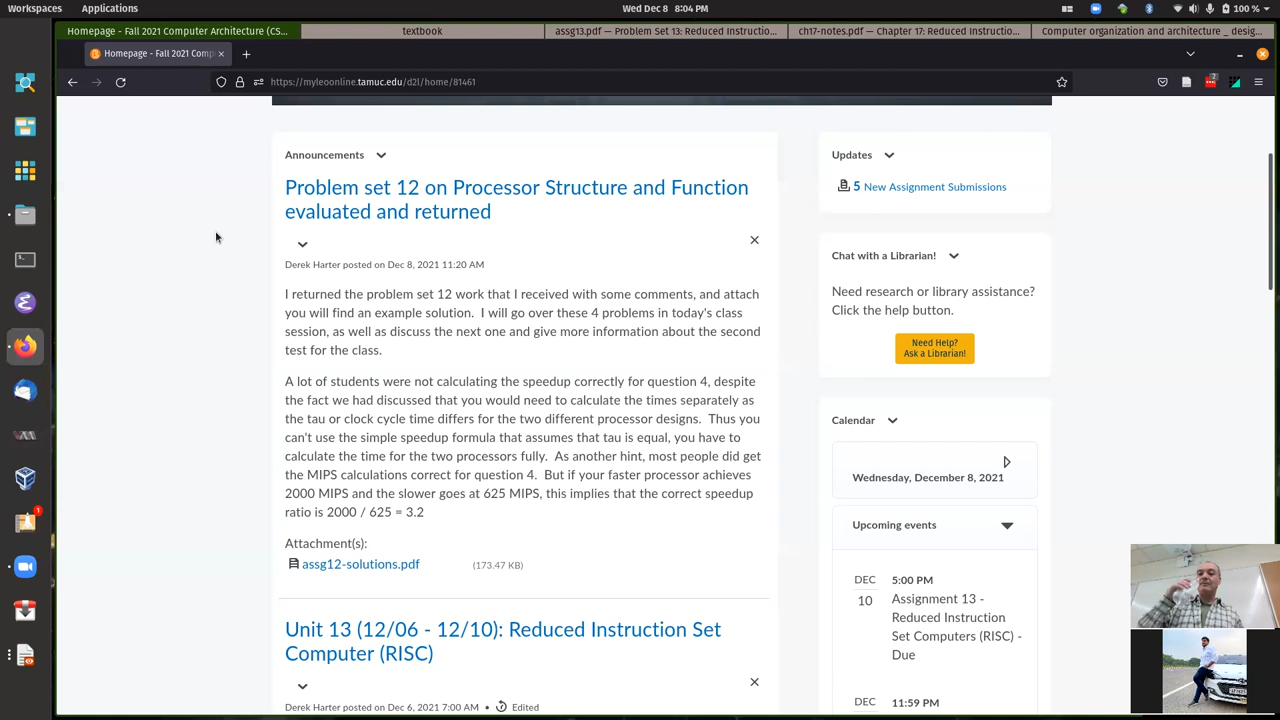 Workspaces
Applications
Wed Dec 8 8:04 PM
100 %
Homepage - Fall 2021 Computer Architecture (CS...
textbook
assg13.pdf — Problem Set 13: Reduced Instructio...
ch17-notes.pdf — Chapter 17: Reduced Instruction...
Computer organization and architecture _ desig...
Homepage - Fall 2021 Comp
https://myleoonline.tamuc.edu/d2l/home/81461
Announcements
Problem set 12 on Processor Structure and Function
evaluated and returned
Derek Harter posted on Dec 8, 2021 11:20 AM
I returned the problem set 12 work that I received with some comments, and attach
you will find an example solution. I will go over these 4 problems in today's class
session, as well as discuss the next one and give more information about the second
test for the class.
A lot of students were not calculating the speedup correctly for question 4, despite
the fact we had discussed that you would need to calculate the times separately as
the tau or clock cycle time differs for the two different processor designs. Thus you
can't use the simple speedup formula that assumes that tau is equal, you have to
calculate the time for the two processors fully. As another hint, most people did get
the MIPS calculations correct for question 4. But if your faster processor achieves
2000 MIPS and the slower goes at 625 MIPS, this implies that the correct speedup
ratio is 2000 / 625 = 3.2
Attachment(s):
assg12-solutions.pdf
(173.47 KB)
Unit 13 (12/06 - 12/10): Reduced Instruction Set
Computer (RISC)
Derek Harter posted on Dec 6, 2021 7:00 AM • Edited
Updates
5 New Assignment Submissions
Chat with a Librarian!
Need research or library assistance?
Click the help button.
Need Help?
Ask a Librarian!
Calendar
Wednesday, December 8, 2021
Upcoming events
DEC
10
5:00 PM
Assignment 13 -
Reduced Instruction
Set Computers (RISC) -
Due
DEC
11:59 PM